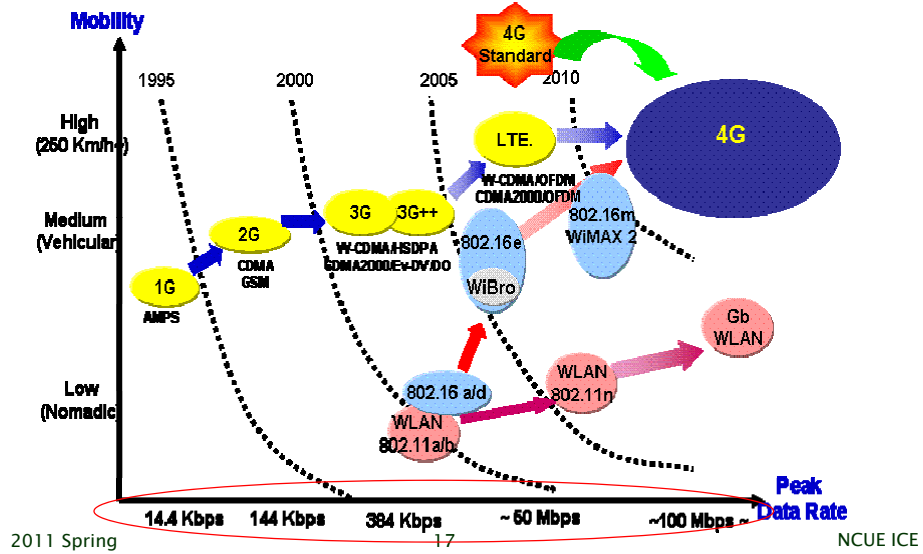 Mobility
4G
Standard
1995
2000
2005
2010
High
(250 Km/hr)
LTE.
4G
W-CDMA/OFDM
CDMA2000/OFDM
Medium
(Vehicular)
2G
3G
3G++
802.16e
802.16m
WiMAX 2
CDMA
GSM
W-CDMA/HSDPA
CDMA2000/Ev-DV/DO
1G
AMPS
WiBro
Gb
WLAN
Low
(Nomadic)
802.16 a/d
WLAN
802.11n
WLAN
802.11a/b
14.4 Kbps
144 Kbps
384 Kbps
~ 50 Mbps
~100 Mbps ~
Peak
Data Rate
2011 Spring
17
NCUE ICE